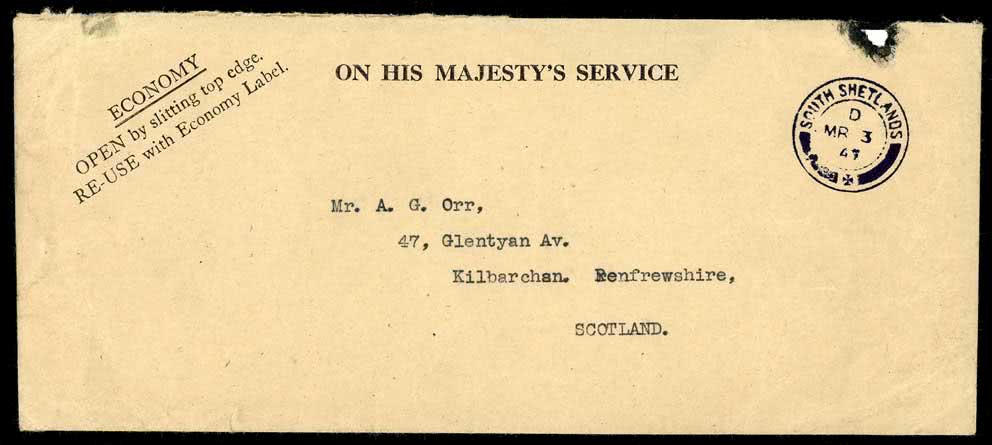 ECONOMY
OPEN by slitting top edge.
RE-USE with Economy Label.
ON HIS MAJESTY'S SERVICE
SOUTH SHETLANDS
D
MR 3
47
Mr. A. G. Orr,
47, Glentyan Av.
Kilbarchan. Renfrewshire,
SCOTLAND.